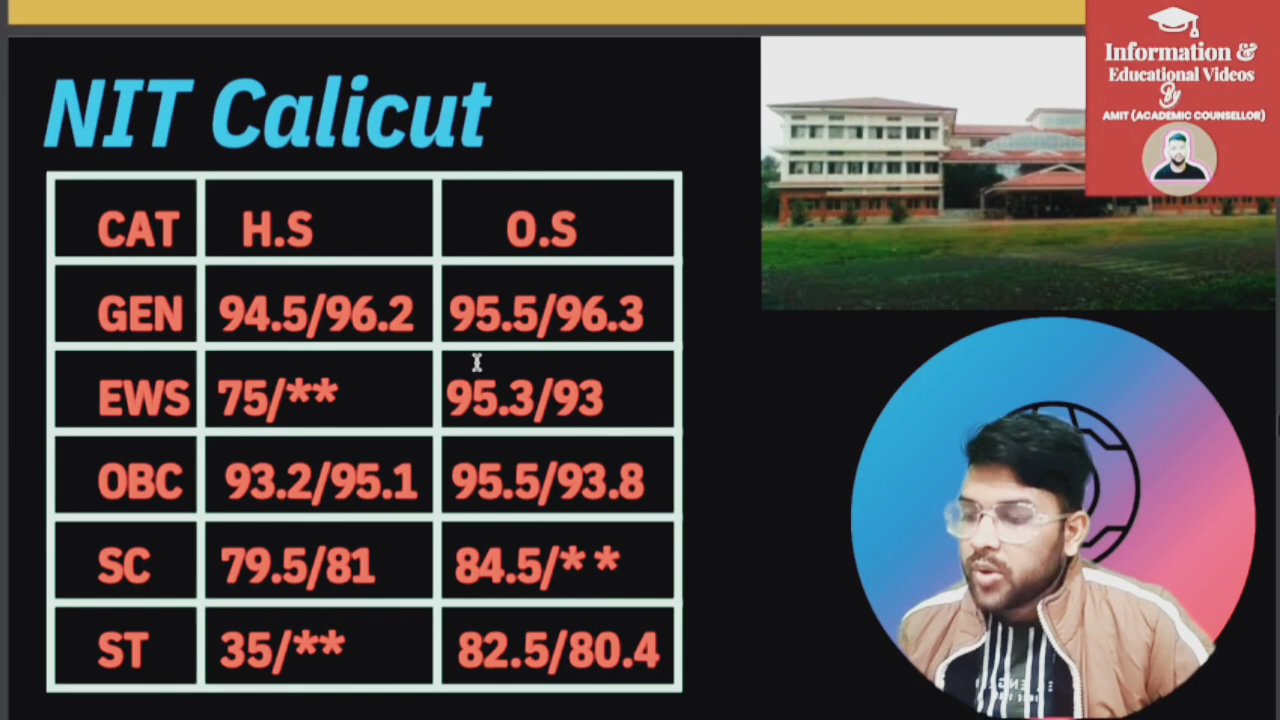 NIT Calicut
CAT H.S O.S
GEN 94.5/96.2 95.5/96.3
EWS 75/** 95.3/93
OBC 93.2/95.1 95.5/93.8
SC 79.5/81 84.5/* *
ST 35/** 82.5/80.4
Information &
Educational Videos
By
AMIT (ACADEMIC COUNSELLOR)